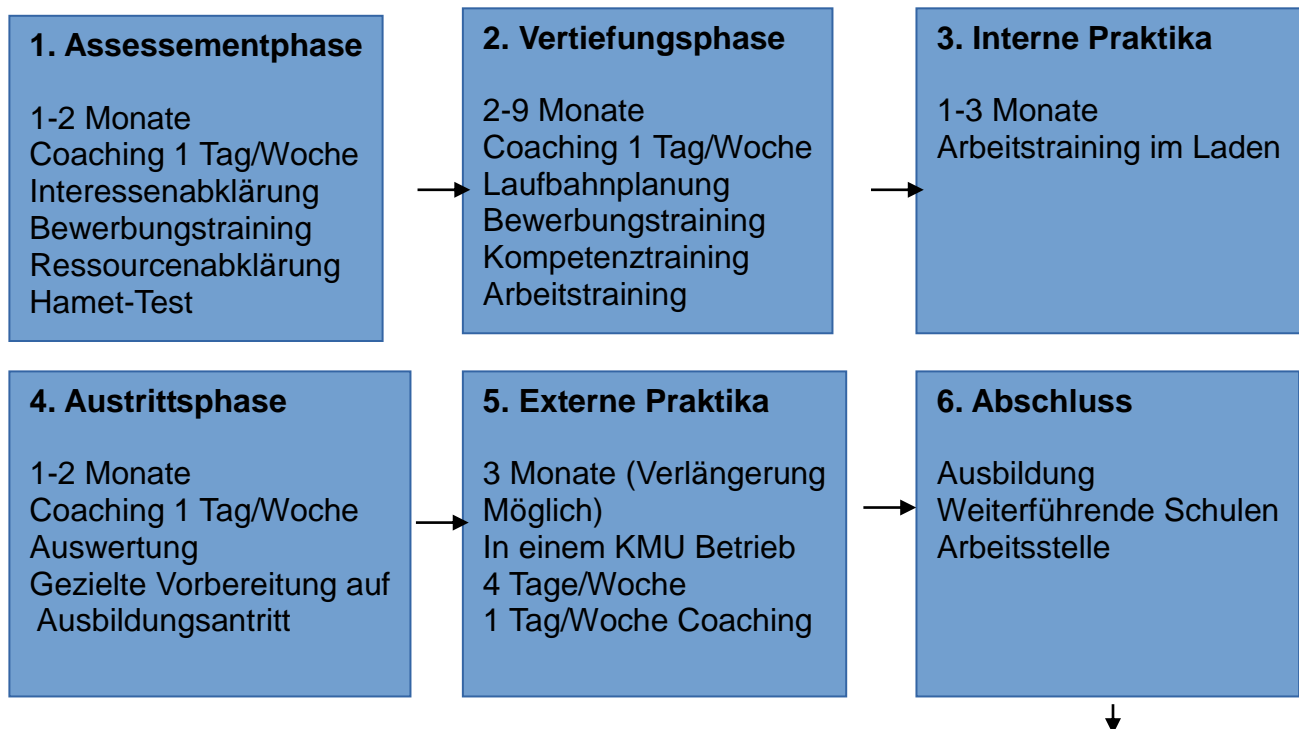 1. Assessementphase
1-2 Monate
Coaching 1 Tag/Woche
Interessenabklärung
Bewerbungstraining
Ressourcenabklärung
Hamet-Test
2. Vertiefungsphase
2-9 Monate
Coaching 1 Tag/Woche
Laufbahnplanung
Bewerbungstraining
Kompetenztraining
Arbeitstraining
3. Interne Praktika
1-3 Monate
Arbeitstraining im Laden
4. Austrittsphase
1-2 Monate
Coaching 1 Tag/Woche
Auswertung
Gezielte Vorbereitung auf
Ausbildungsantritt
5. Externe Praktika
3 Monate (Verlängerung
Möglich)
In einem KMU Betrieb
4 Tage/Woche
1 Tag/Woche Coaching
6. Abschluss
Ausbildung
Weiterführende Schulen
Arbeitsstelle